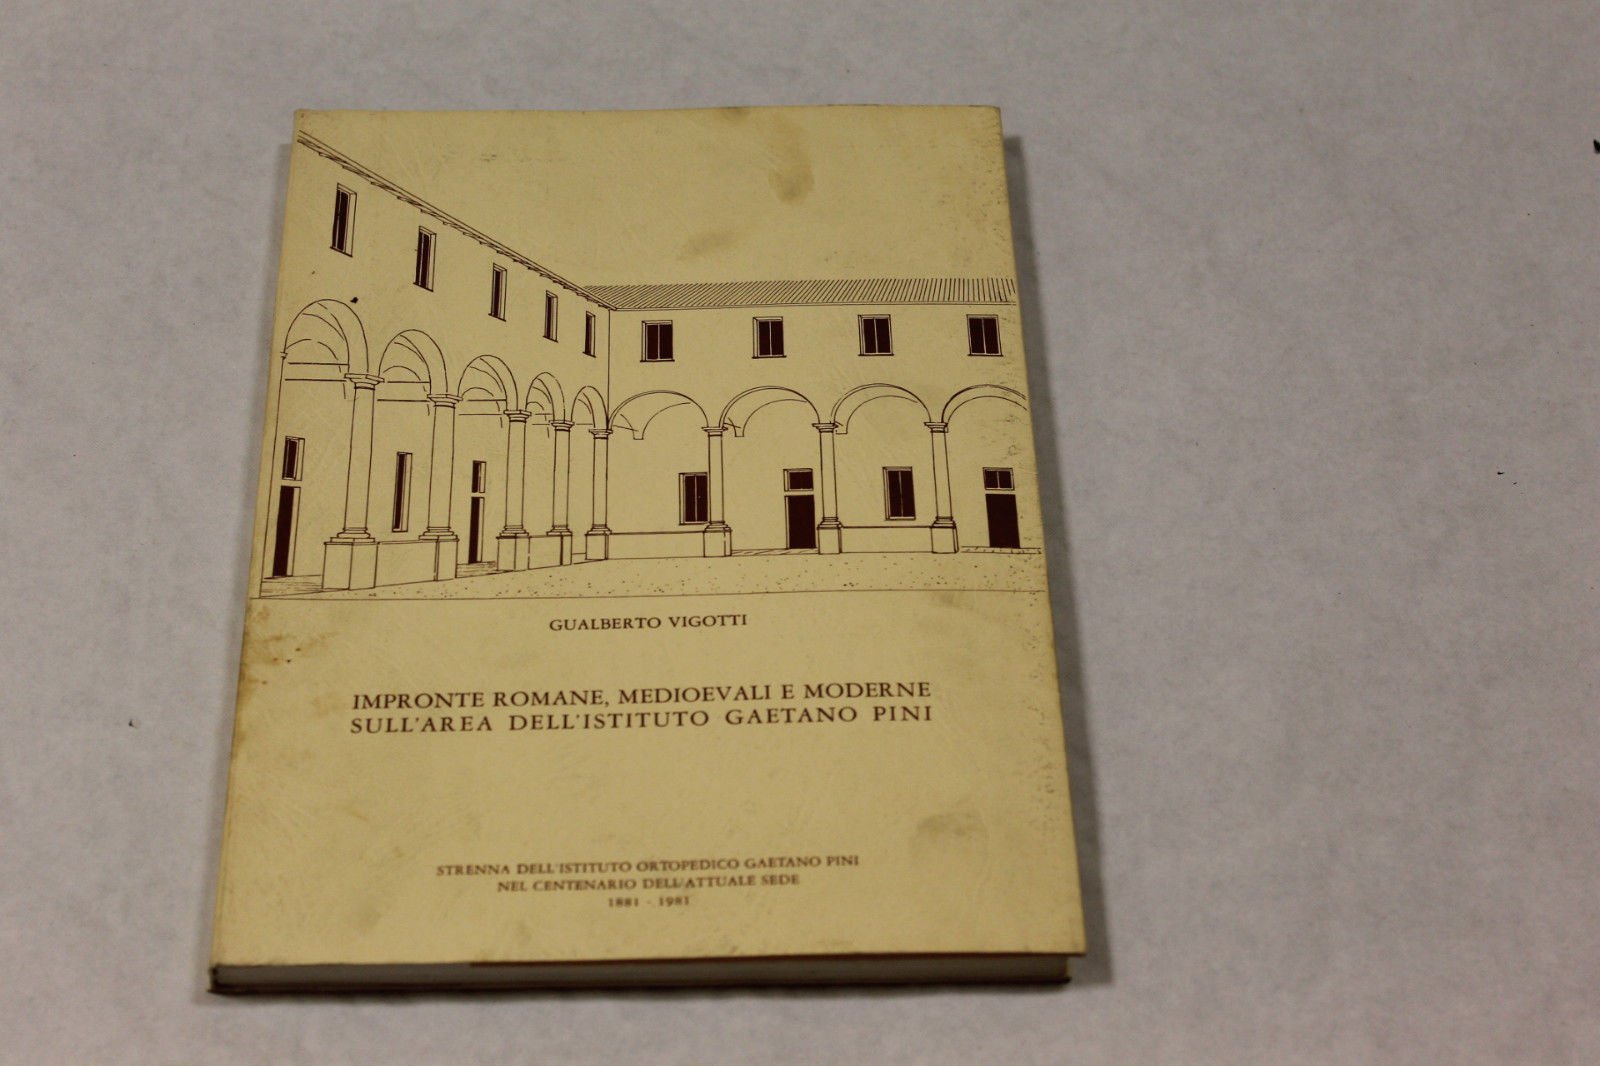 GUALBERTO VIGOTTI
IMPRONTE ROMANE, MEDIOEVALI E MODERNE
SULL'AREA DELL'ISTITUTO GAETANO PINI
STRENNA DELL'ISTITUTO ORTOPEDICO GAETANO PINI
NEL CENTENARIO DELL'ATTUALE SEDE
1881 - 1981